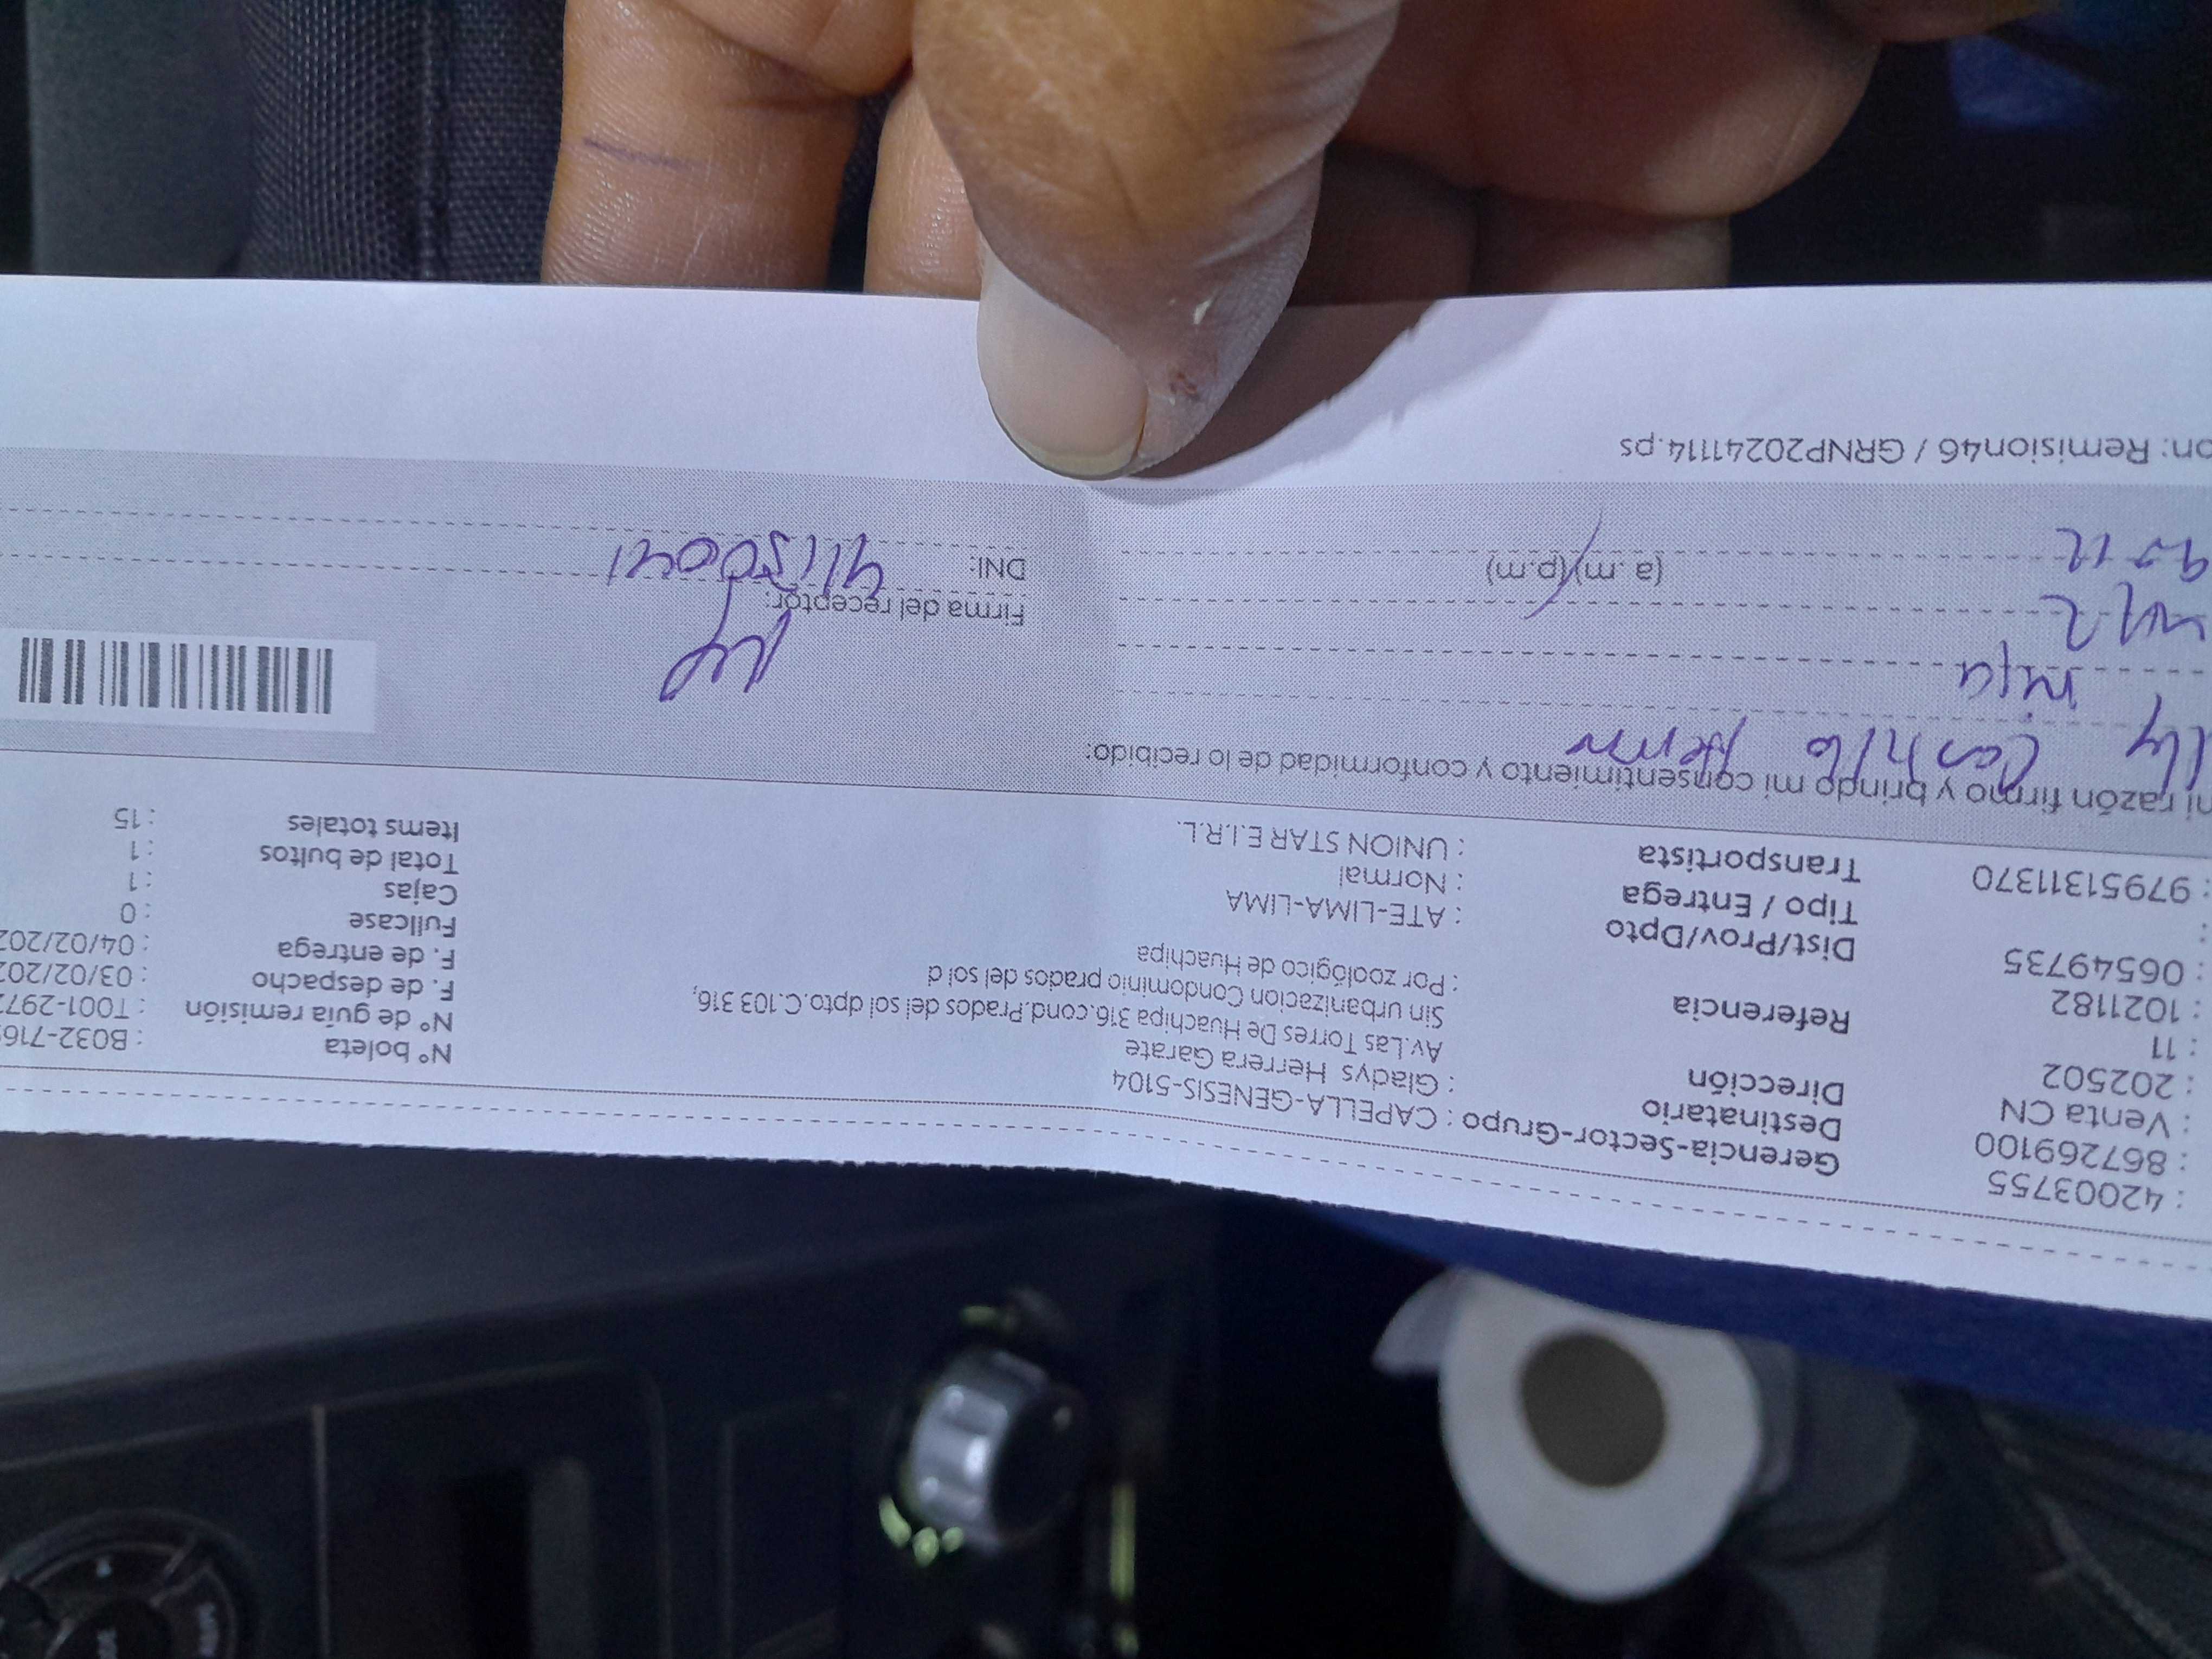 : 42003755
: 867269100
: Venta CN
: 202502
: 11
: 1021182
: 06549735
:
: 97951311370
Gerencia-Sector-Grupo : CAPELLA-GENESIS-5104
Destinatario : Gladys Herrera Garate
Dirección Av.Las Torres De Huachipa 316.cond.Prados del sol dpto.C.103 316,
Sin urbanizacion Condominio prados del sol d
Referencia : Por zoológico de Huachipa
Dist/Prov/Dpto : ATE-LIMA-LIMA
Tipo / Entrega : Normal
Transportista : UNION STAR E.I.R.L.
N° boleta : B032-716
N° de guía remisión : T001-297
F. de despacho : 03/02/202
F. de entrega : 04/02/202
Fullcase : 0
Cajas : 1
Total de bultos : 1
Items totales : 15
razón firmo y brindo mi consentimiento y conformidad de lo recibido:
(a. m)(p.m)
Firma del receptor:
DNI: 41150041
on: Remision46 / GRNP20241114.ps